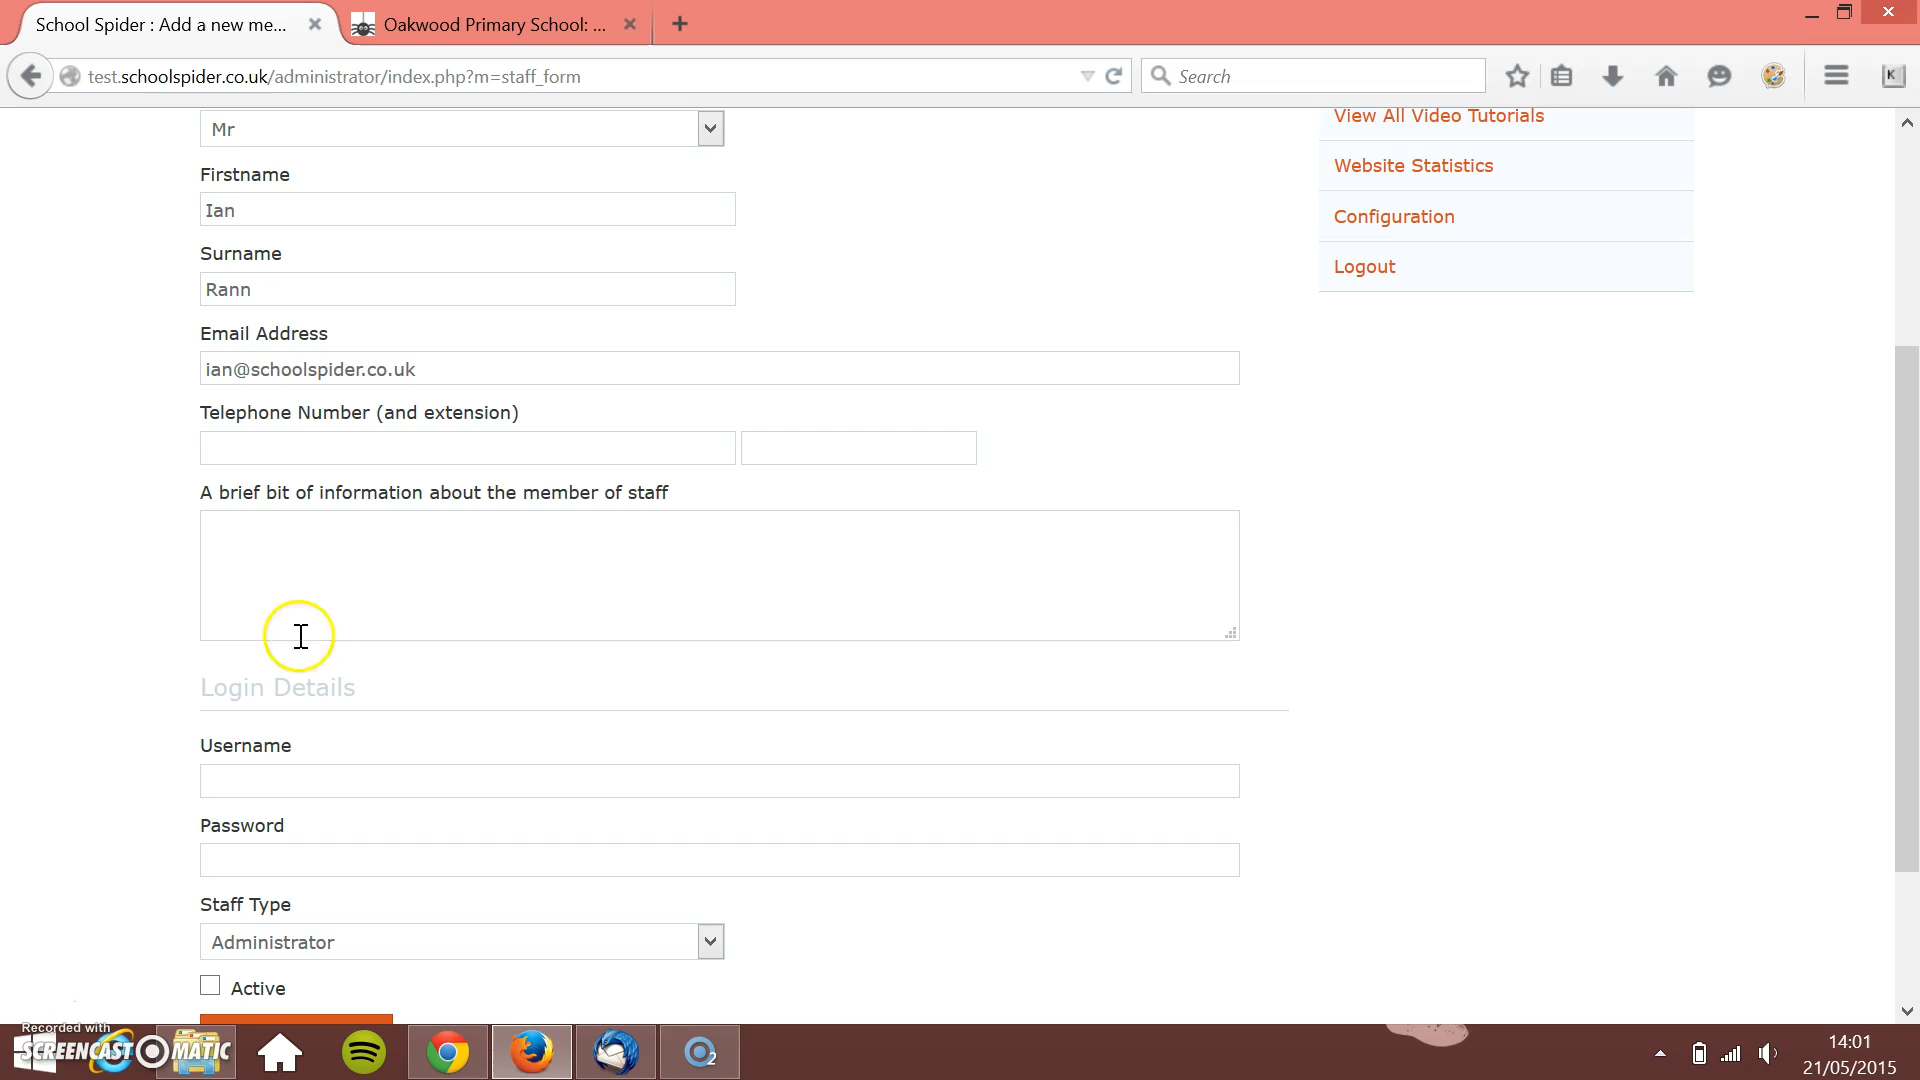 School Spider : Add a new me...
Oakwood Primary School: ...
test.schoolspider.co.uk/administrator/index.php?m=staff_form
Search
K
Mr
View All Video Tutorials
Firstname
Website Statistics
Ian
Configuration
Surname
Logout
Rann
Email Address
ian@schoolspider.co.uk
Telephone Number (and extension)
A brief bit of information about the member of staff
Login Details
Username
Password
Staff Type
Administrator
Active
Recorded with
SCREENCAST MATIC
2
14:01
21/05/2015